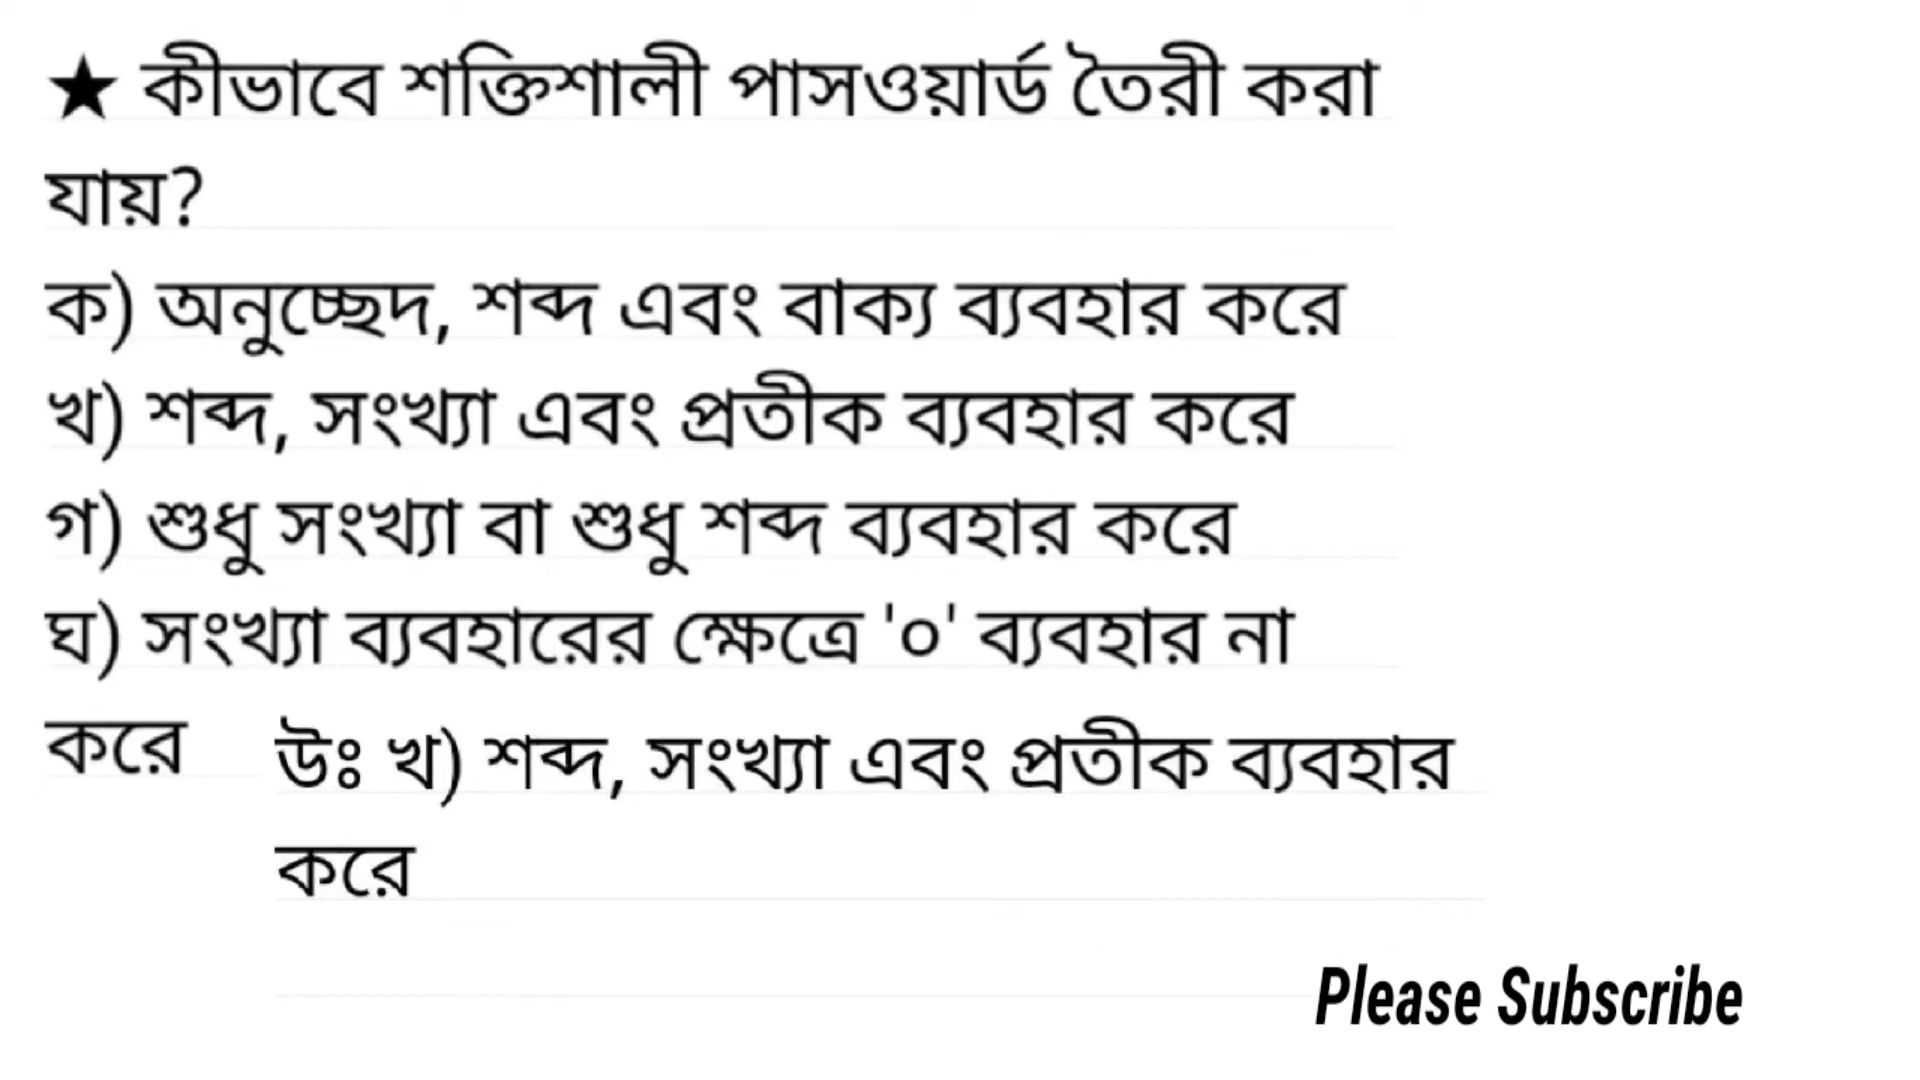 ★ কীভাবে শক্তিশালী পাসওয়ার্ড তৈরী করা
যায়?
ক) অনুচ্ছেদ, শব্দ এবং বাক্য ব্যবহার করে
খ) শব্দ, সংখ্যা এবং প্রতীক ব্যবহার করে
গ) শুধু সংখ্যা বা শুধু শব্দ ব্যবহার করে
ঘ) সংখ্যা ব্যবহারের ক্ষেত্রে '০' ব্যবহার না
করে
উঃ খ) শব্দ, সংখ্যা এবং প্রতীক ব্যবহার
করে
Please Subscribe